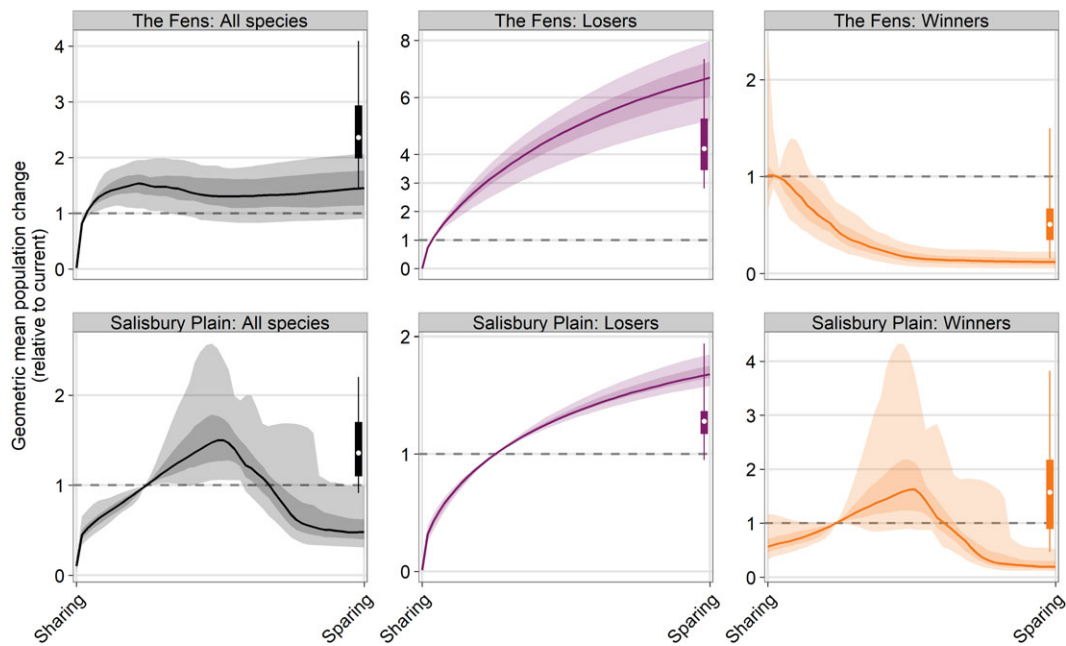 Geometric mean population change
(relative to current)
The Fens: All species
4
3
2
1
0
The Fens: Losers
8
6
4
3
2
1
0
The Fens: Winners
2
1
0
Salisbury Plain: All species
2
1
0
Sharing
Sparing
Salisbury Plain: Losers
2
1
0
Sharing
Sparing
Salisbury Plain: Winners
4
3
2
1
0
Sharing
Sparing